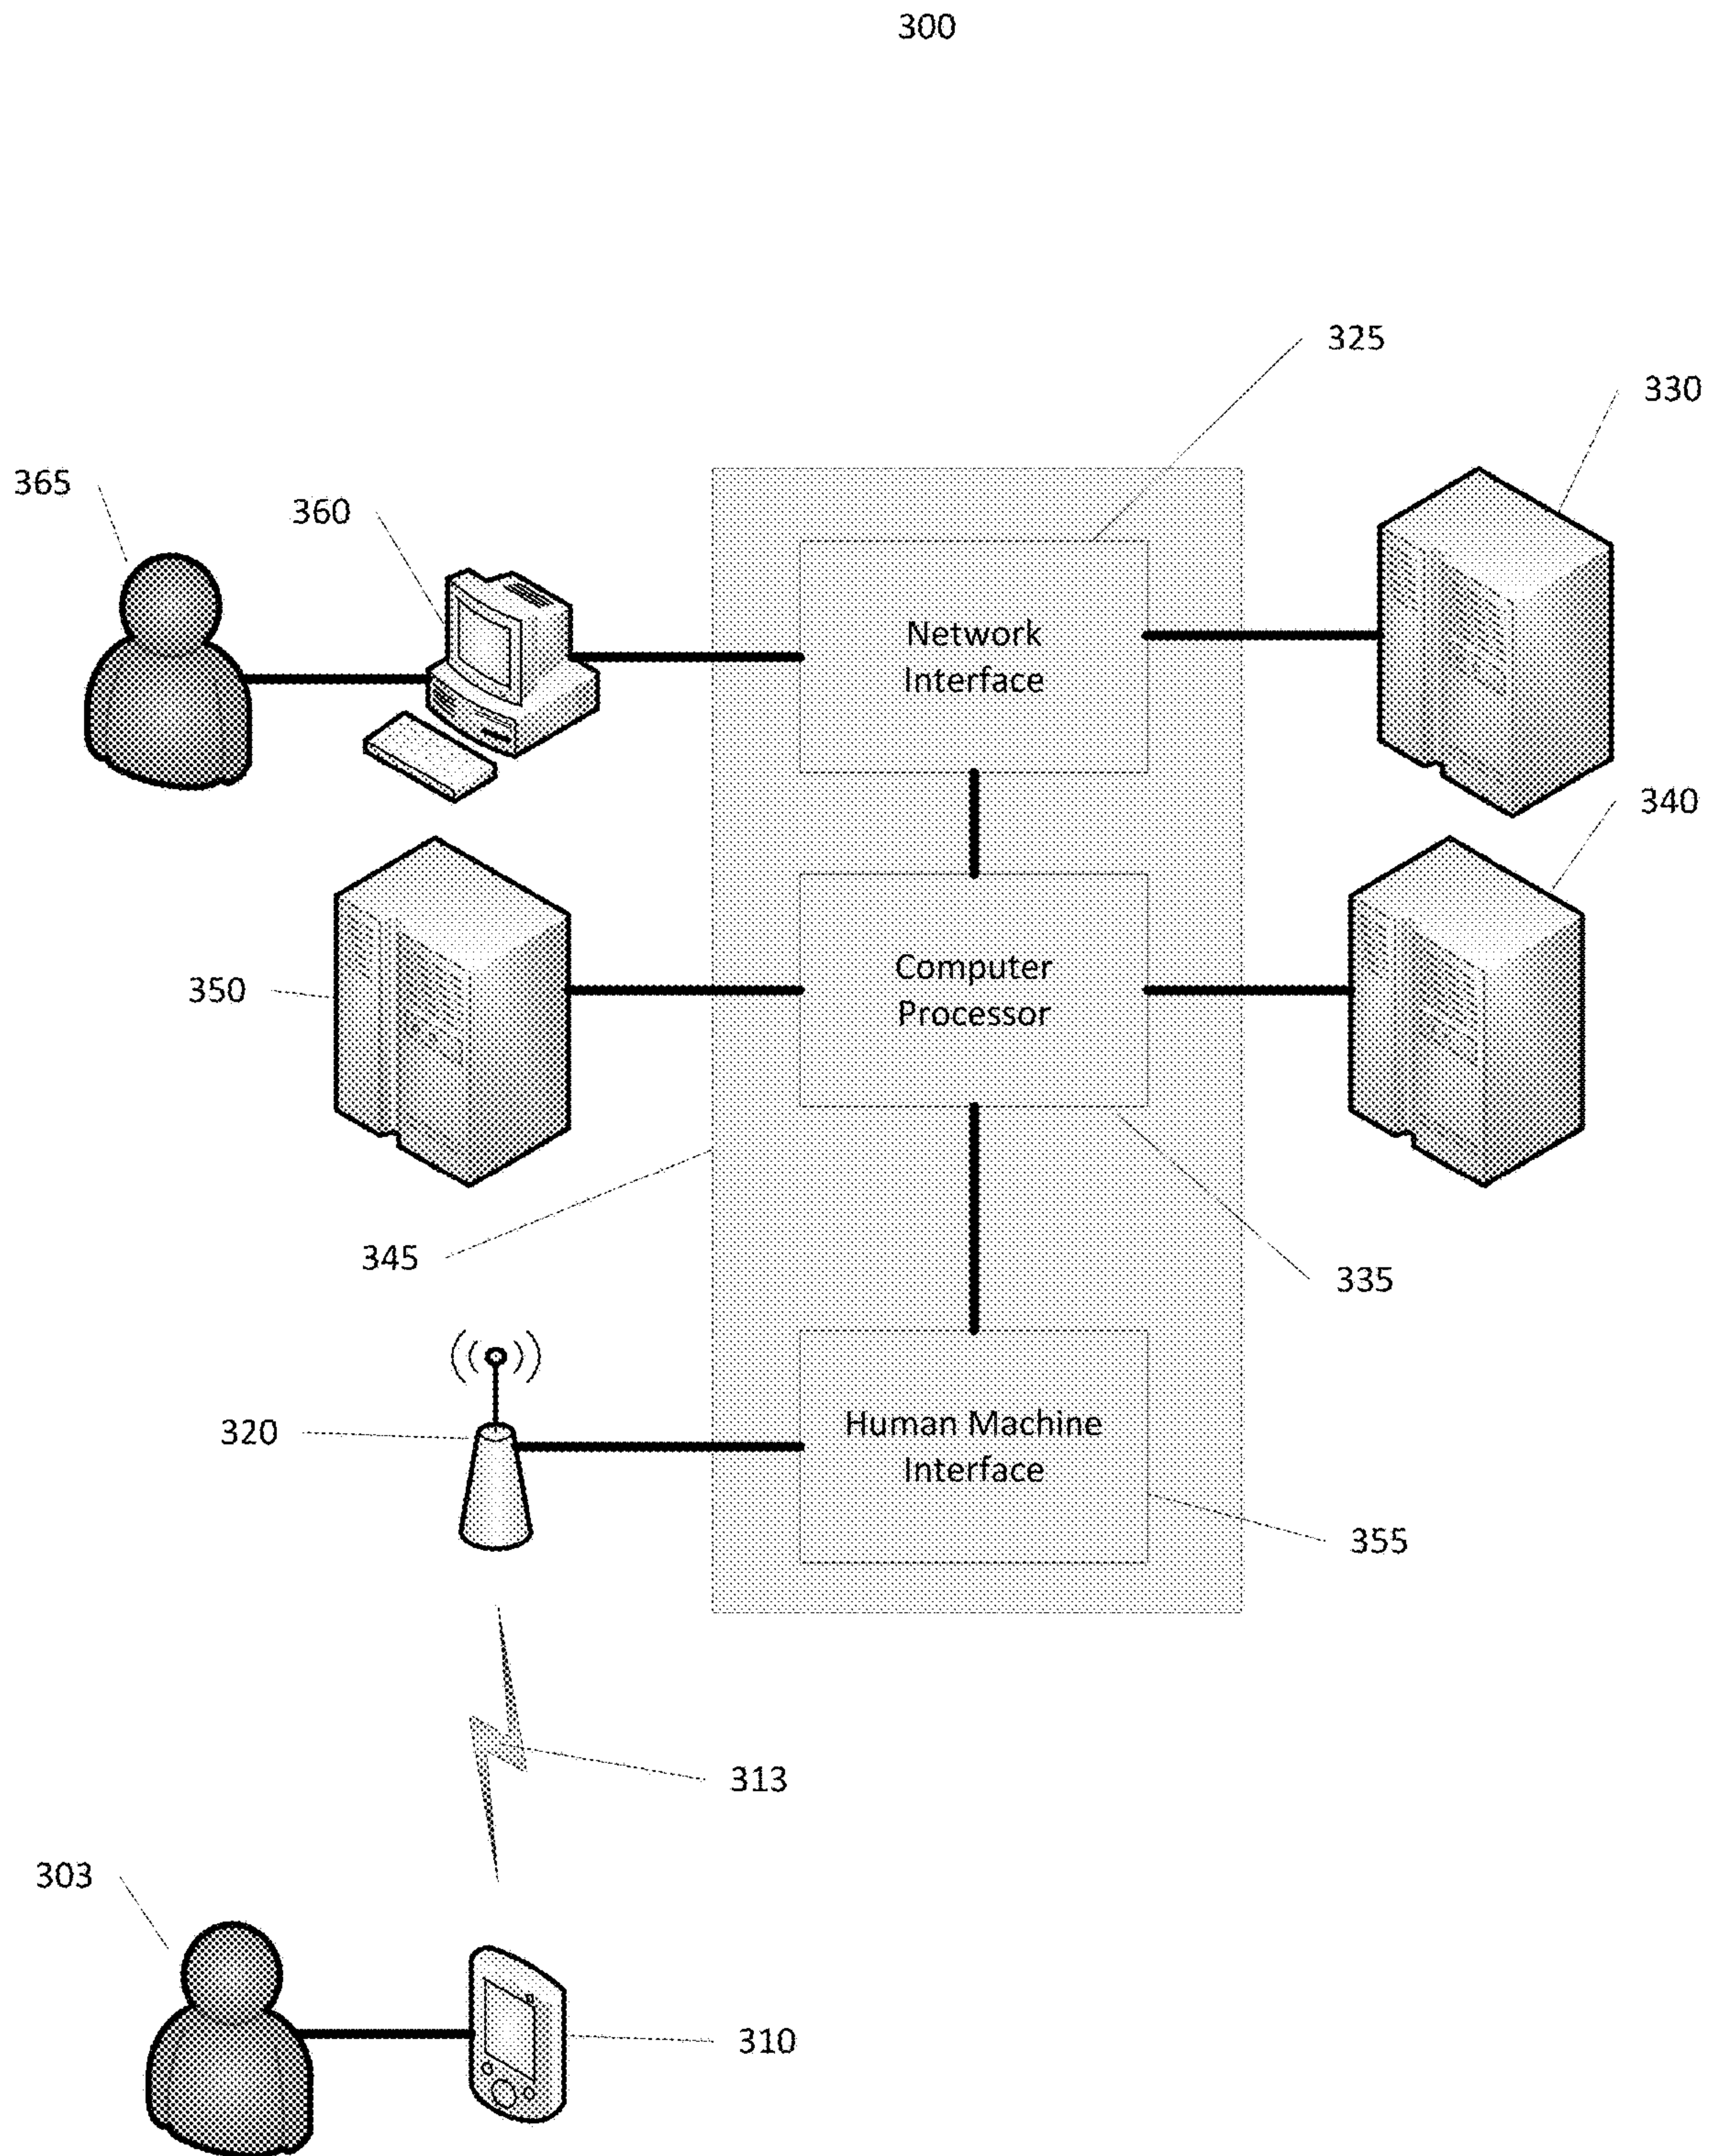 300
325
330
365
360
Network
Interface
340
Computer
Processor
350
345
335
320
Human Machine
Interface
355
313
303
310